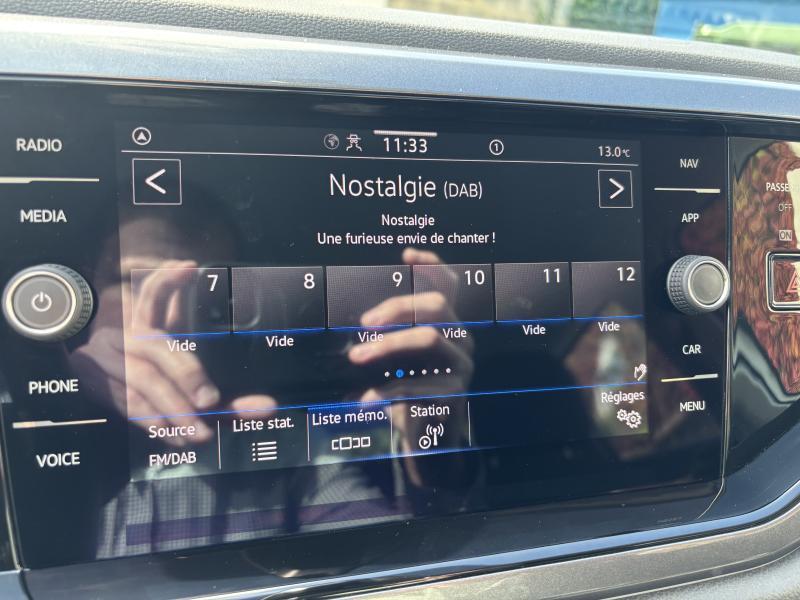 RADIO
MEDIA
PHONE
VOICE
11:33
1
13.0°C
Nostalgie (DAB)
Nostalgie
Une furieuse envie de chanter !
7 8 9 10 11 12
Vide Vide Vide Vide Vide Vide
Réglages
Source Liste stat. Liste mémo. Station
FM/DAB
NAV
APP
CAR
MENU
OFF
ON